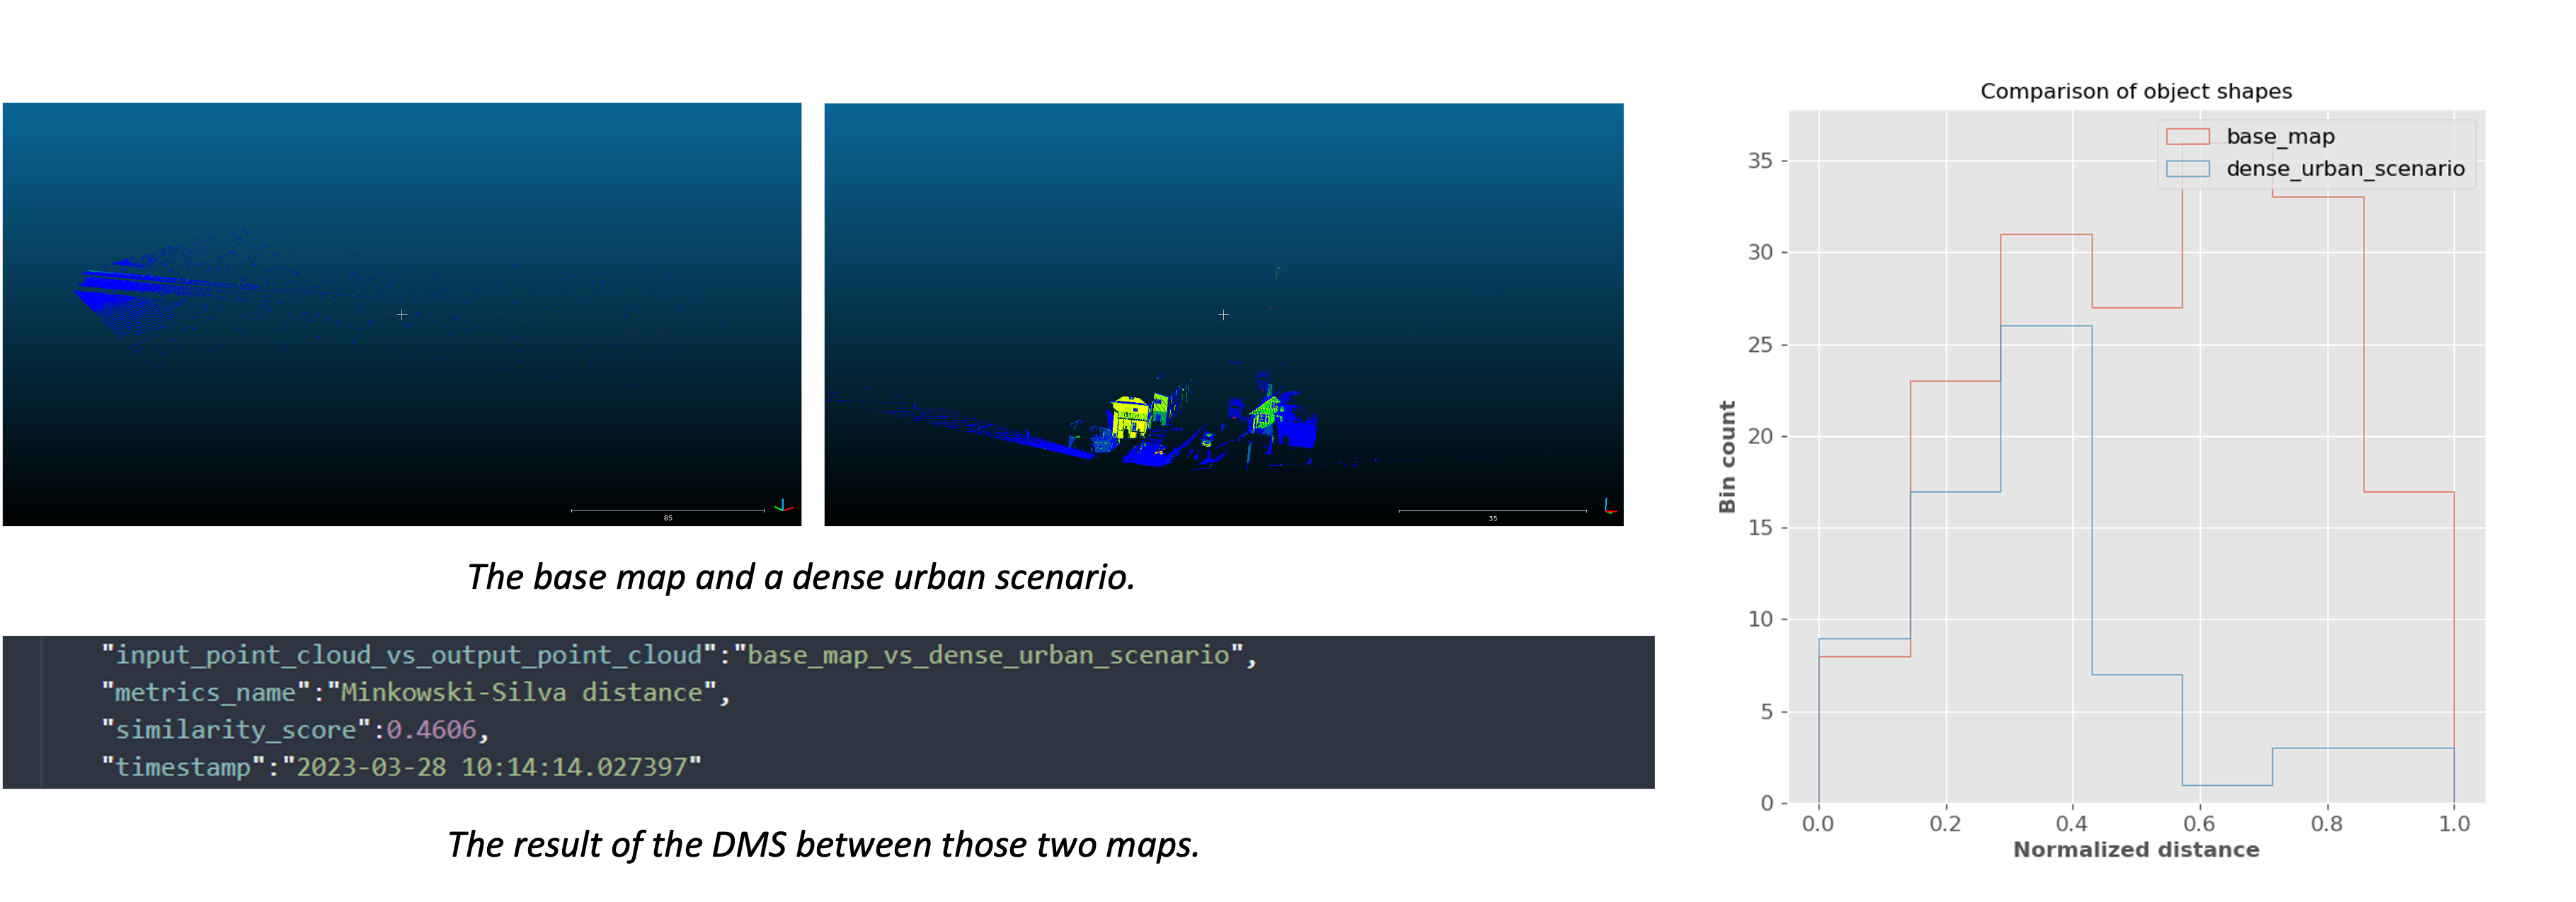 85
35
The base map and a dense urban scenario.
"input_point_cloud_vs_output_point_cloud":"base_map_vs_dense_urban_scenario",
"metrics_name":"Minkowski-Silva distance",
"similarity_score":0.4606,
"timestamp":"2023-03-28 10:14:14.027397"
The result of the DMS between those two maps.
Comparison of object shapes
base_map
dense_urban_scenario
Bin count
35
30
25
20
15
10
5
0
0.0 0.2 0.4 0.6 0.8 1.0
Normalized distance